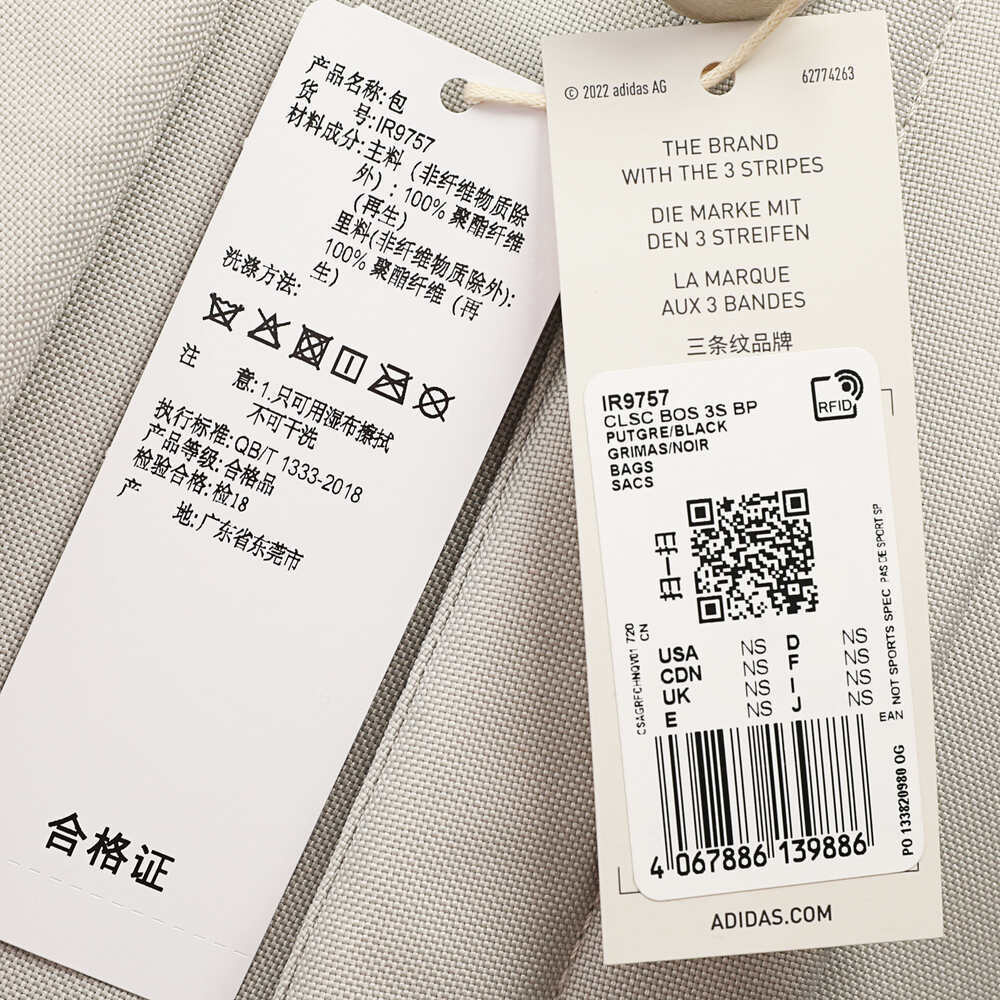 产品名称:包
货 号:IR9757
材料成分:主料（非纤维物质除
外）：100% 聚酯纤维
（再生）
里料(非纤维物质除外):
100% 聚酯纤维（再
生）
洗涤方法:
注 意:1.只可用湿布擦拭
不可干洗
执行标准:QB/T 1333-2018
产品等级:合格品
检验合格:检18
产 地:广东省东莞市
合格证
© 2022 adidas AG
62774263
THE BRAND
WITH THE 3 STRIPES
DIE MARKE MIT
DEN 3 STREIFEN
LA MARQUE
AUX 3 BANDES
三条纹品牌
IR9757
CLSC BOS 3S BP
PUTGRE/BLACK
GRIMAS/NOIR
BAGS
SACS
RFID
CN
USA NS D NS
CDN NS F NS
UK NS I NS
E NS J NS
NOT SPORTS SPEC PAS DE SPORT SP
EAN
PO 133820980 OG
4 067886 139886
ADIDAS.COM